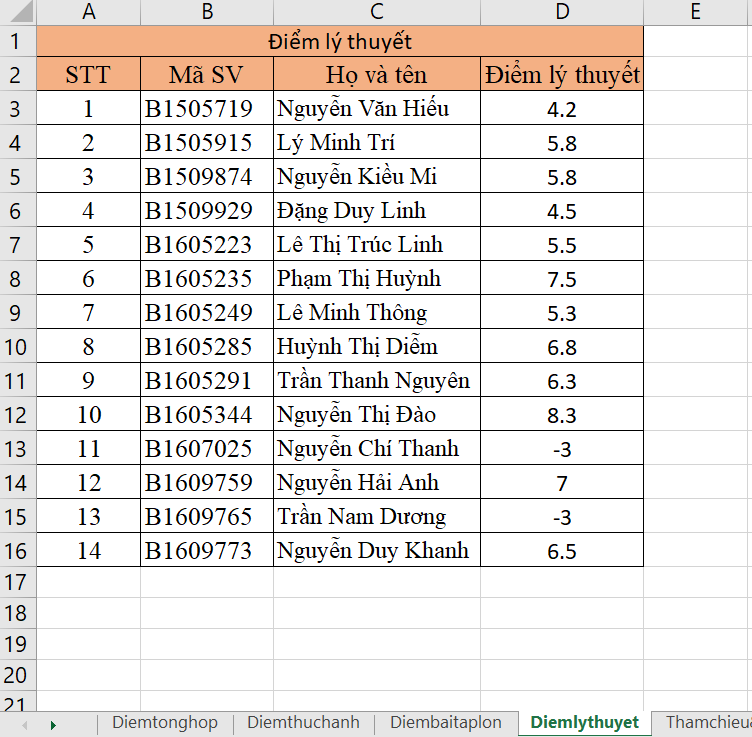 A B C D E
1 Điểm lý thuyết
2 STT Mã SV Họ và tên Điểm lý thuyết
3 1 B1505719 Nguyễn Văn Hiếu 4.2
4 2 B1505915 Lý Minh Trí 5.8
5 3 B1509874 Nguyễn Kiều Mi 5.8
6 4 B1509929 Đặng Duy Linh 4.5
7 5 B1605223 Lê Thị Trúc Linh 5.5
8 6 B1605235 Phạm Thị Huỳnh 7.5
9 7 B1605249 Lê Minh Thông 5.3
10 8 B1605285 Huỳnh Thị Diễm 6.8
11 9 B1605291 Trần Thanh Nguyên 6.3
12 10 B1605344 Nguyễn Thị Đào 8.3
13 11 B1607025 Nguyễn Chí Thanh -3
14 12 B1609759 Nguyễn Hải Anh 7
15 13 B1609765 Trần Nam Dương -3
16 14 B1609773 Nguyễn Duy Khanh 6.5
17
18
19
20
21
Diemtonghop Diemthuchanh Diembaitaplon Diemlythuyet